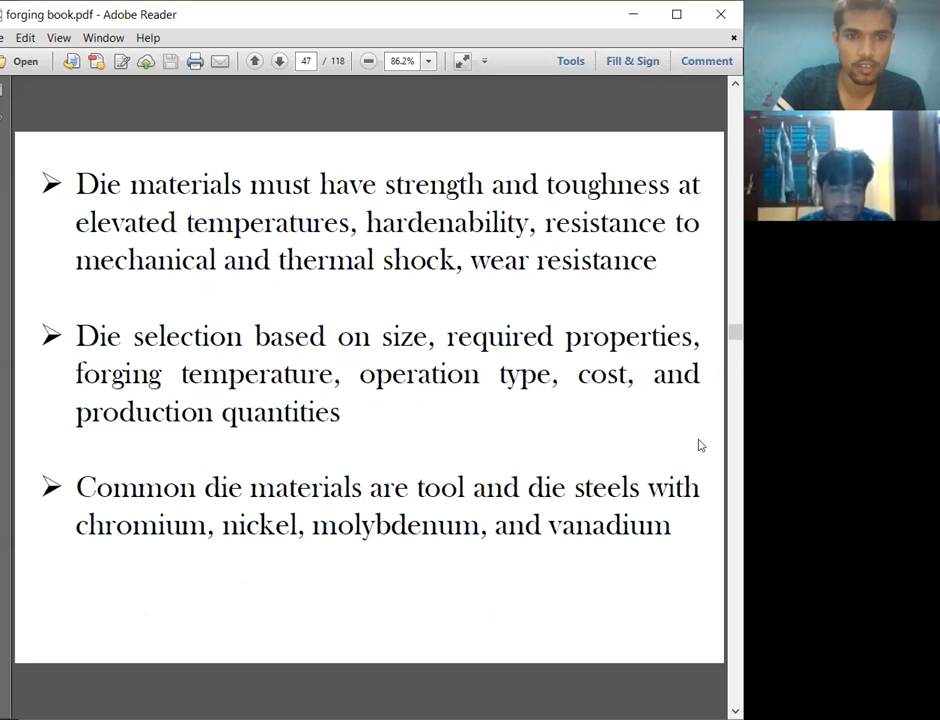 forging book.pdf - Adobe Reader
Edit View Window Help
Open 47 / 118 86.2% Tools Fill & Sign Comment
Die materials must have strength and toughness at
elevated temperatures, hardenability, resistance to
mechanical and thermal shock, wear resistance
Die selection based on size, required properties,
forging temperature, operation type, cost, and
production quantities
Common die materials are tool and die steels with
chromium, nickel, molybdenum, and vanadium